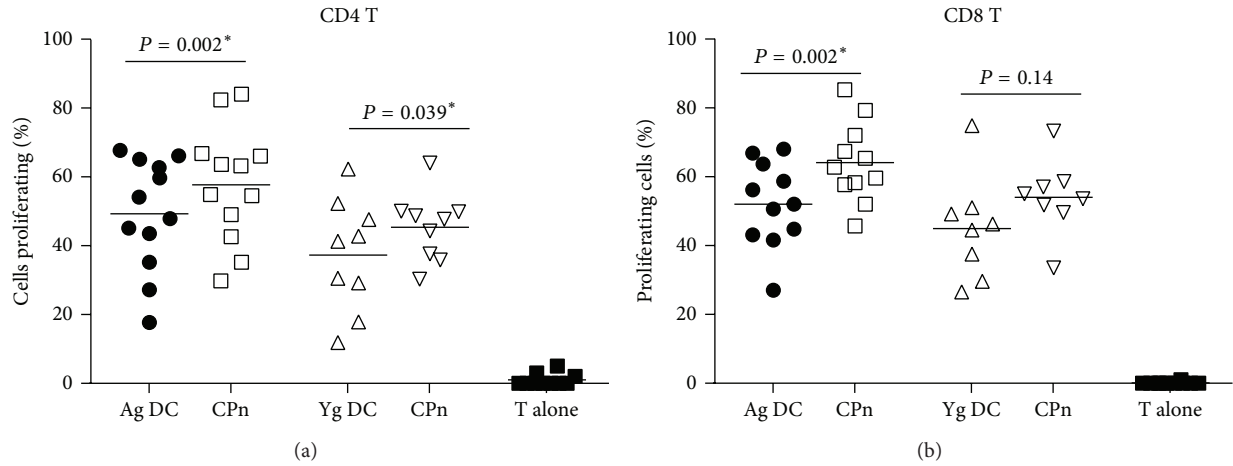 CD4 T
100
80
60
40
20
0
Cells proliferating (%)
P = 0.002*
P = 0.039*
Ag DC CPn Yg DC CPn T alone
(a)
CD8 T
100
80
60
40
20
0
Proliferating cells (%)
P = 0.002*
P = 0.14
Ag DC CPn Yg DC CPn T alone
(b)